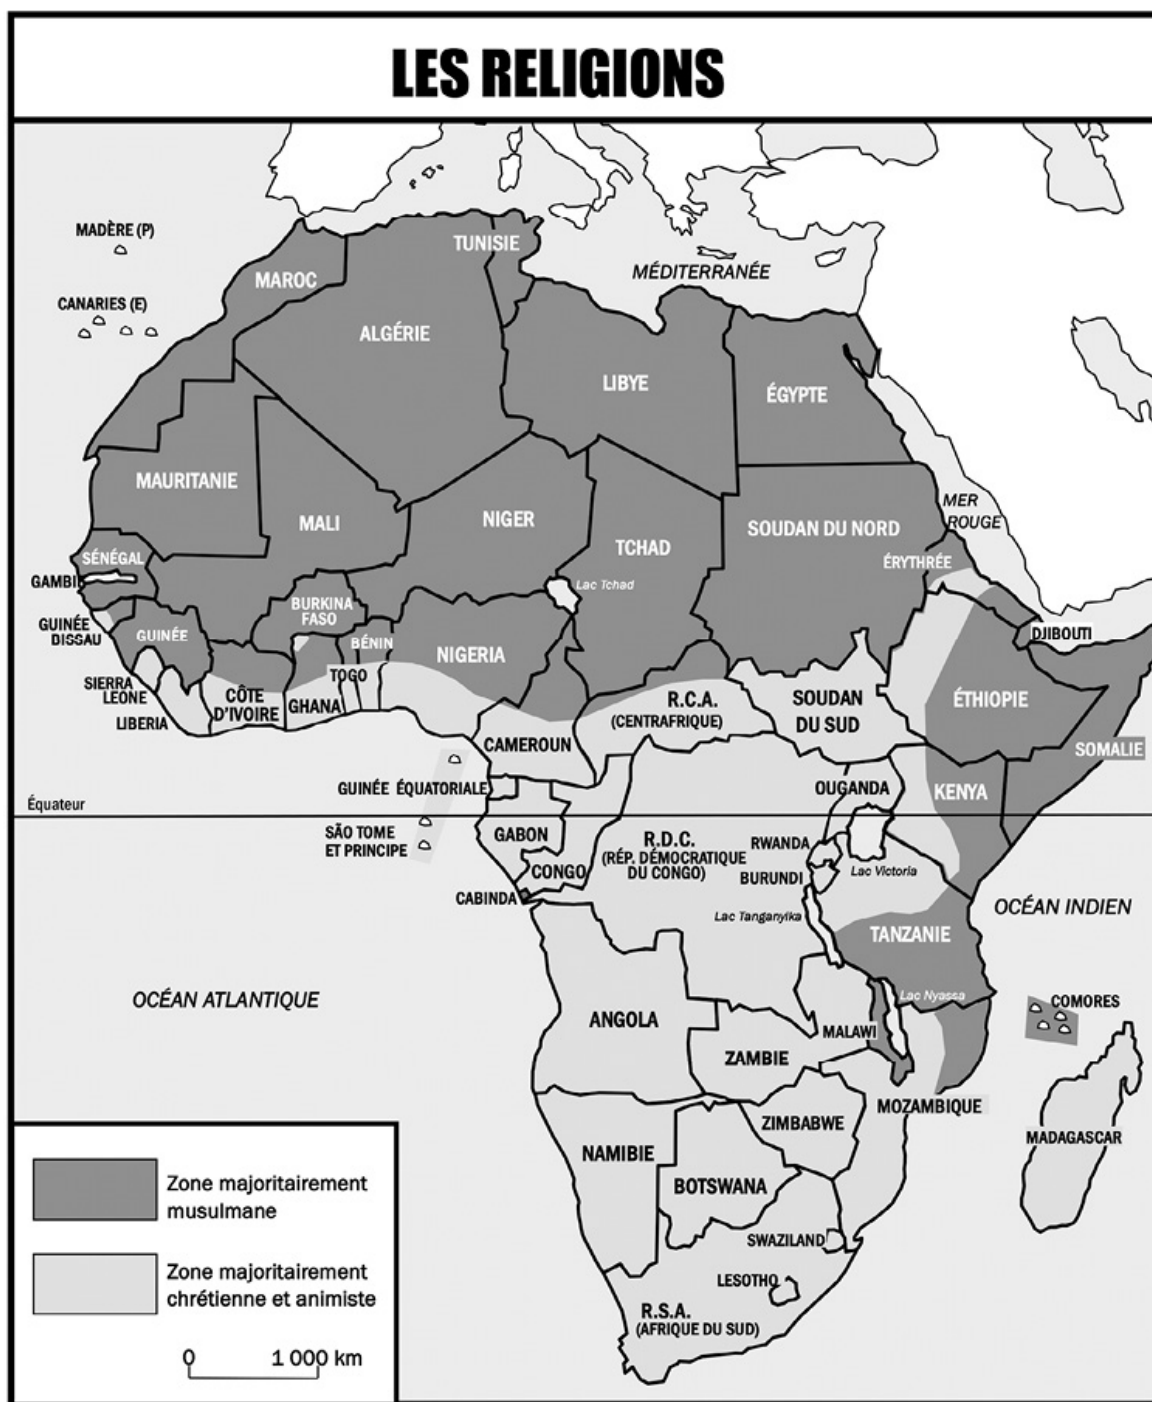 LES RELIGIONS
MADÈRE (P)
CANARIES (E)
MAROC
TUNISIE
ALGÉRIE
LIBYE
ÉGYPTE
MÉDITERRANÉE
MAURITANIE
MALI
NIGER
TCHAD
SOUDAN DU NORD
MER
ROUGE
ÉRYTHRÉE
SÉNÉGAL
GAMBIE
Lac Tchad
GUINÉE
DISSAU
GUINÉE
BURKINA
FASO
BÉNIN
NIGERIA
DJIBOUTI
SIERRA
LEONE
LIBERIA
CÔTE
D'IVOIRE
GHANA
TOGO
R.C.A.
(CENTRAFRIQUE)
SOUDAN
DU SUD
ÉTHIOPIE
SOMALIE
CAMEROUN
GUINÉE ÉQUATORIALE
OUGANDA
KENYA
Équateur
SÃO TOME
ET PRINCIPE
GABON
CONGO
R.D.C.
(RÉP. DÉMOCRATIQUE
DU CONGO)
RWANDA
BURUNDI
Lac Victoria
CABINDA
Lac Tanganyika
TANZANIE
OCÉAN INDIEN
OCÉAN ATLANTIQUE
Lac Nyassa
COMORES
ANGOLA
MALAWI
ZAMBIE
MOZAMBIQUE
ZIMBABWE
MADAGASCAR
NAMIBIE
BOTSWANA
SWAZILAND
LESOTHO
R.S.A.
(AFRIQUE DU SUD)
Zone majoritairement
musulmane
Zone majoritairement
chrétienne et animiste
0 1 000 km